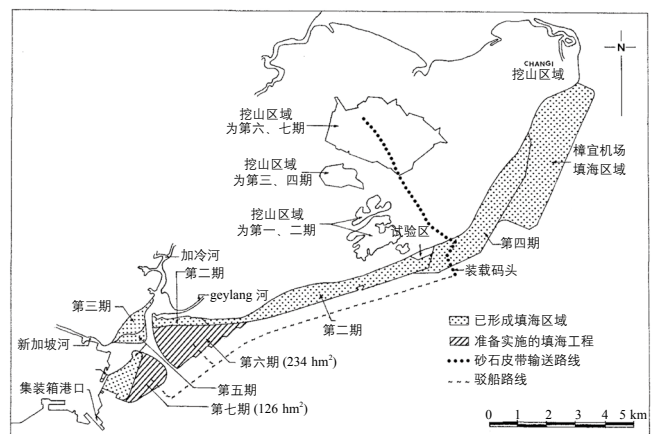 CHANGI
挖山区域
N
挖山区域
为第六、七期
樟宜机场
填海区域
挖山区域
为第三、四期
挖山区域
为第一、二期
试验区
第四期
加冷河
第二期
装载码头
geylang 河
第三期
第二期
新加坡河
第六期 (234 hm²)
第五期
集装箱港口
第七期 (126 hm²)
已形成填海区域
准备实施的填海工程
砂石皮带输送路线
驳船路线
0 1 2 3 4 5 km